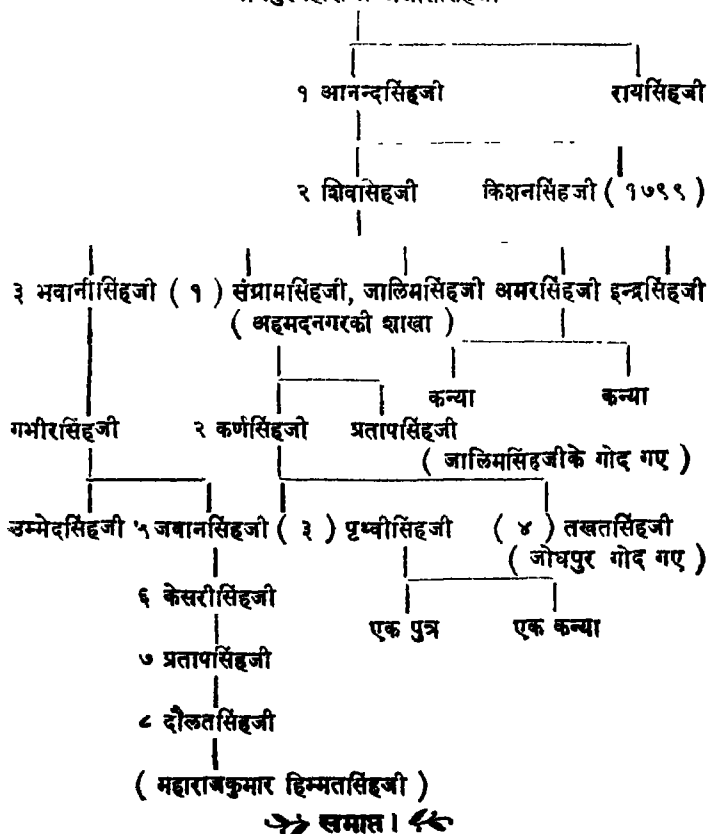 १ आनन्दसिंहजी रायसिंहजी
२ शिवासेहजी किशनसिंहजी ( १७९९ )
३ भवानीसिंहजी ( १ ) संग्रामसिंहजी, जालिमसिंहजी अमरसिंहजी इन्द्रसिंहजी
( अहमदनगरकी शाखा )
कन्या कन्या
गभीरसिंहजी २ कर्णसिंहजी प्रतापसिंहजी
( जालिमसिंहजीके गोद गए )
उम्मेदसिंहजी ५ जवानसिंहजी ( ३ ) पृथ्वीसिंहजी ( ४ ) तखतसिंहजी
( जोधपुर गोद गए )
६ केसरीसिंहजी
एक पुत्र एक कन्या
७ प्रतापसिंहजी
८ दौलतसिंहजी
( महाराजकुमार हिम्मतसिंहजी )
समाप्त।